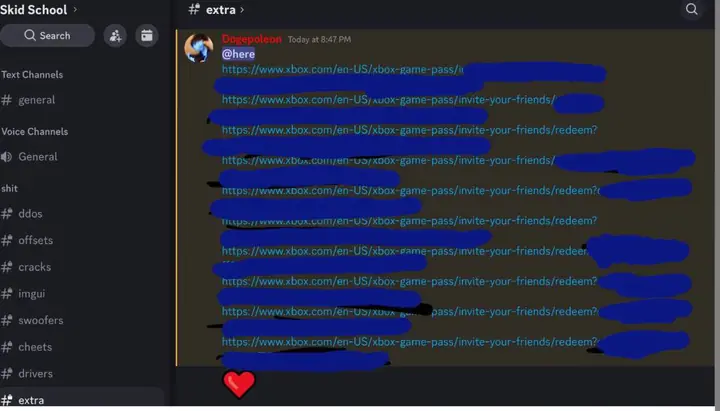 Skid School
Search
Text Channels
# general
Voice Channels
General
shit
# ddos
# offsets
# cracks
# imgui
# swoofers
# cheets
# drivers
# extra
# extra
Dogepoleon Today at 8:47 PM
@here
https://www.xbox.com/en-US/xbox-game-pass/
https://www.xbox.com/en-US/xbox-game-pass/invite-your-friends/
https://www.xbox.com/en-US/xbox-game-pass/invite-your-friends/redeem?
https://www.xbox.com/en-US/xbox-game-pass/invite-your-friends/
https://www.xbox.com/en-US/xbox-game-pass/invite-your-friends/redeem?
https://www.xbox.com/en-US/xbox-game-pass/invite-your-friends/redeem?
https://www.xbox.com/en-US/xbox-game-pass/invite-your-friends/redeem
https://www.xbox.com/en-US/xbox-game-pass/invite-your-friends/redeem?
https://www.xbox.com/en-US/xbox-game-pass/invite-your-friends/redeem?
https://www.xbox.com/en-US/xbox-game-pass/invite-your-friends/redeem?